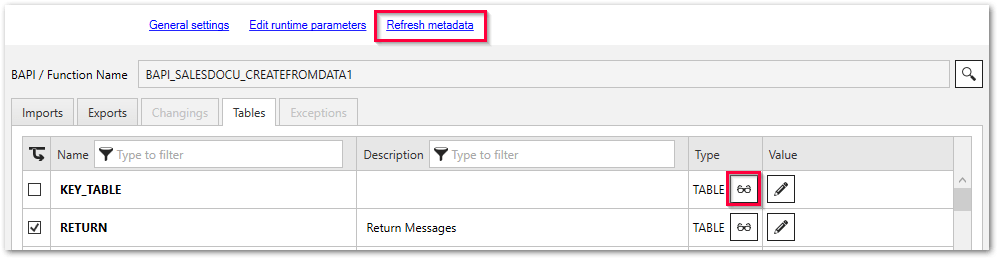 General settings Edit runtime parameters Refresh metadata
BAPI / Function Name BAPI_SALESDOCU_CREATEFROMDATA1
Imports Exports Changings Tables Exceptions
Name Type to filter Description Type to filter Type Value
KEY_TABLE TABLE
RETURN Return Messages TABLE